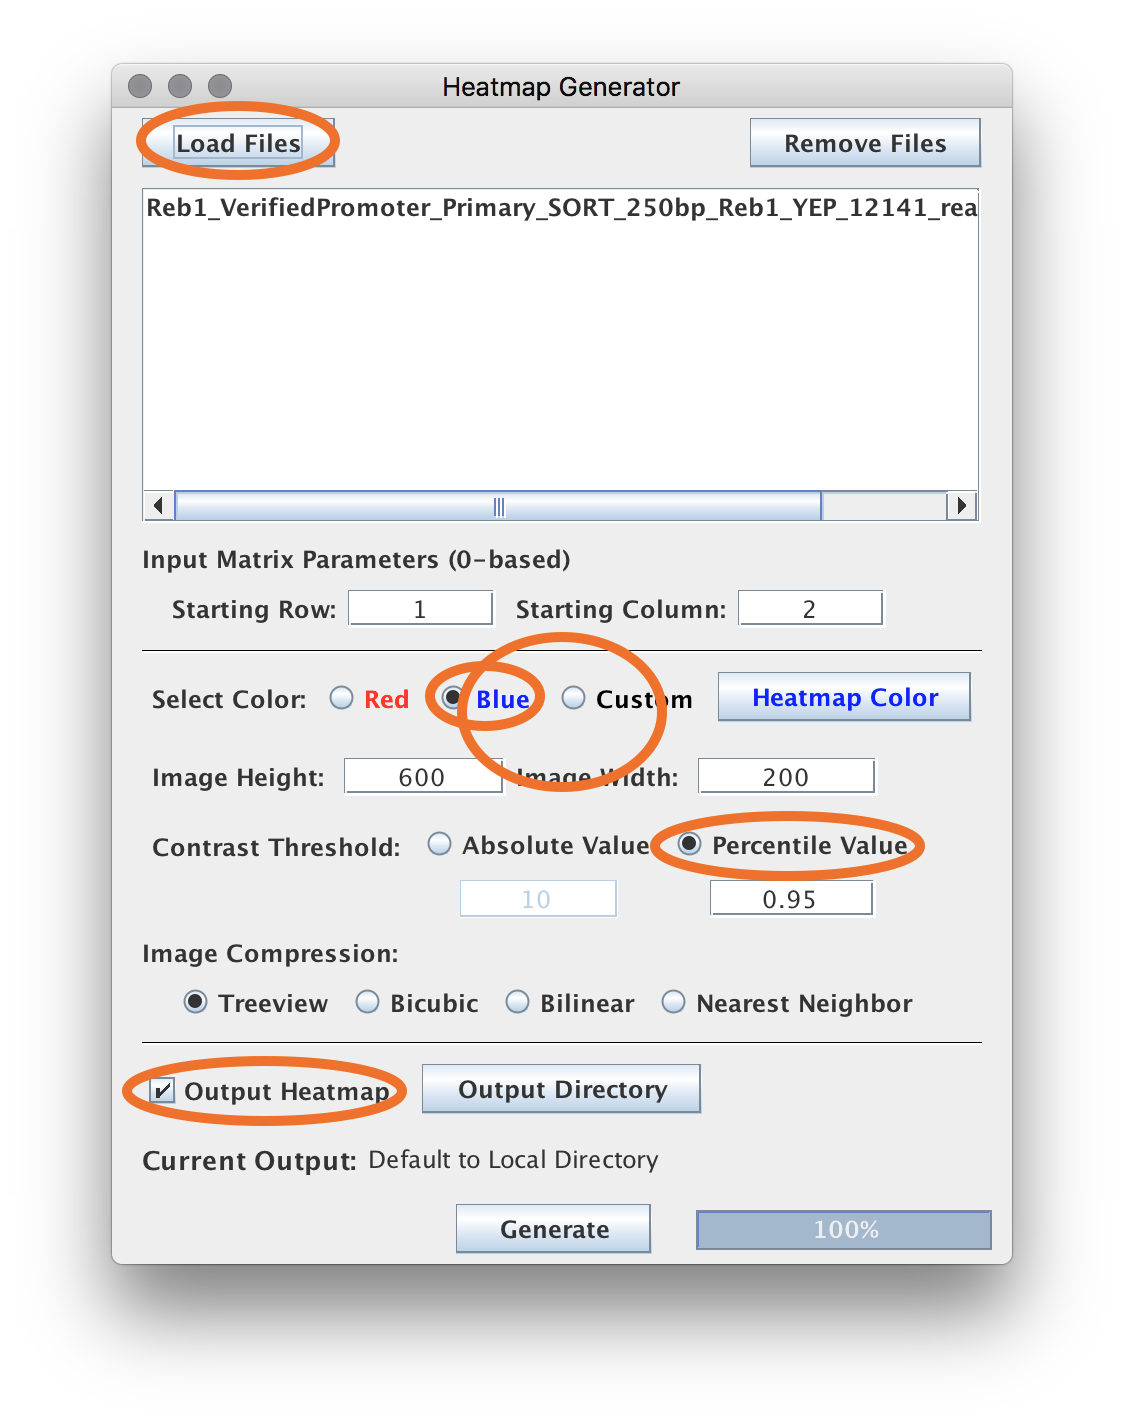 Heatmap Generator
Load Files Remove Files
Reb1_VerifiedPromoter_Primary_SORT_250bp_Reb1_YEP_12141_rea
Input Matrix Parameters (0-based)
Starting Row: 1 Starting Column: 2
Select Color: Red Blue Custom Heatmap Color
Image Height: 600 Image Width: 200
Contrast Threshold: Absolute Value Percentile Value
10 0.95
Image Compression:
Treeview Bicubic Bilinear Nearest Neighbor
Output Heatmap Output Directory
Current Output: Default to Local Directory
Generate 100%